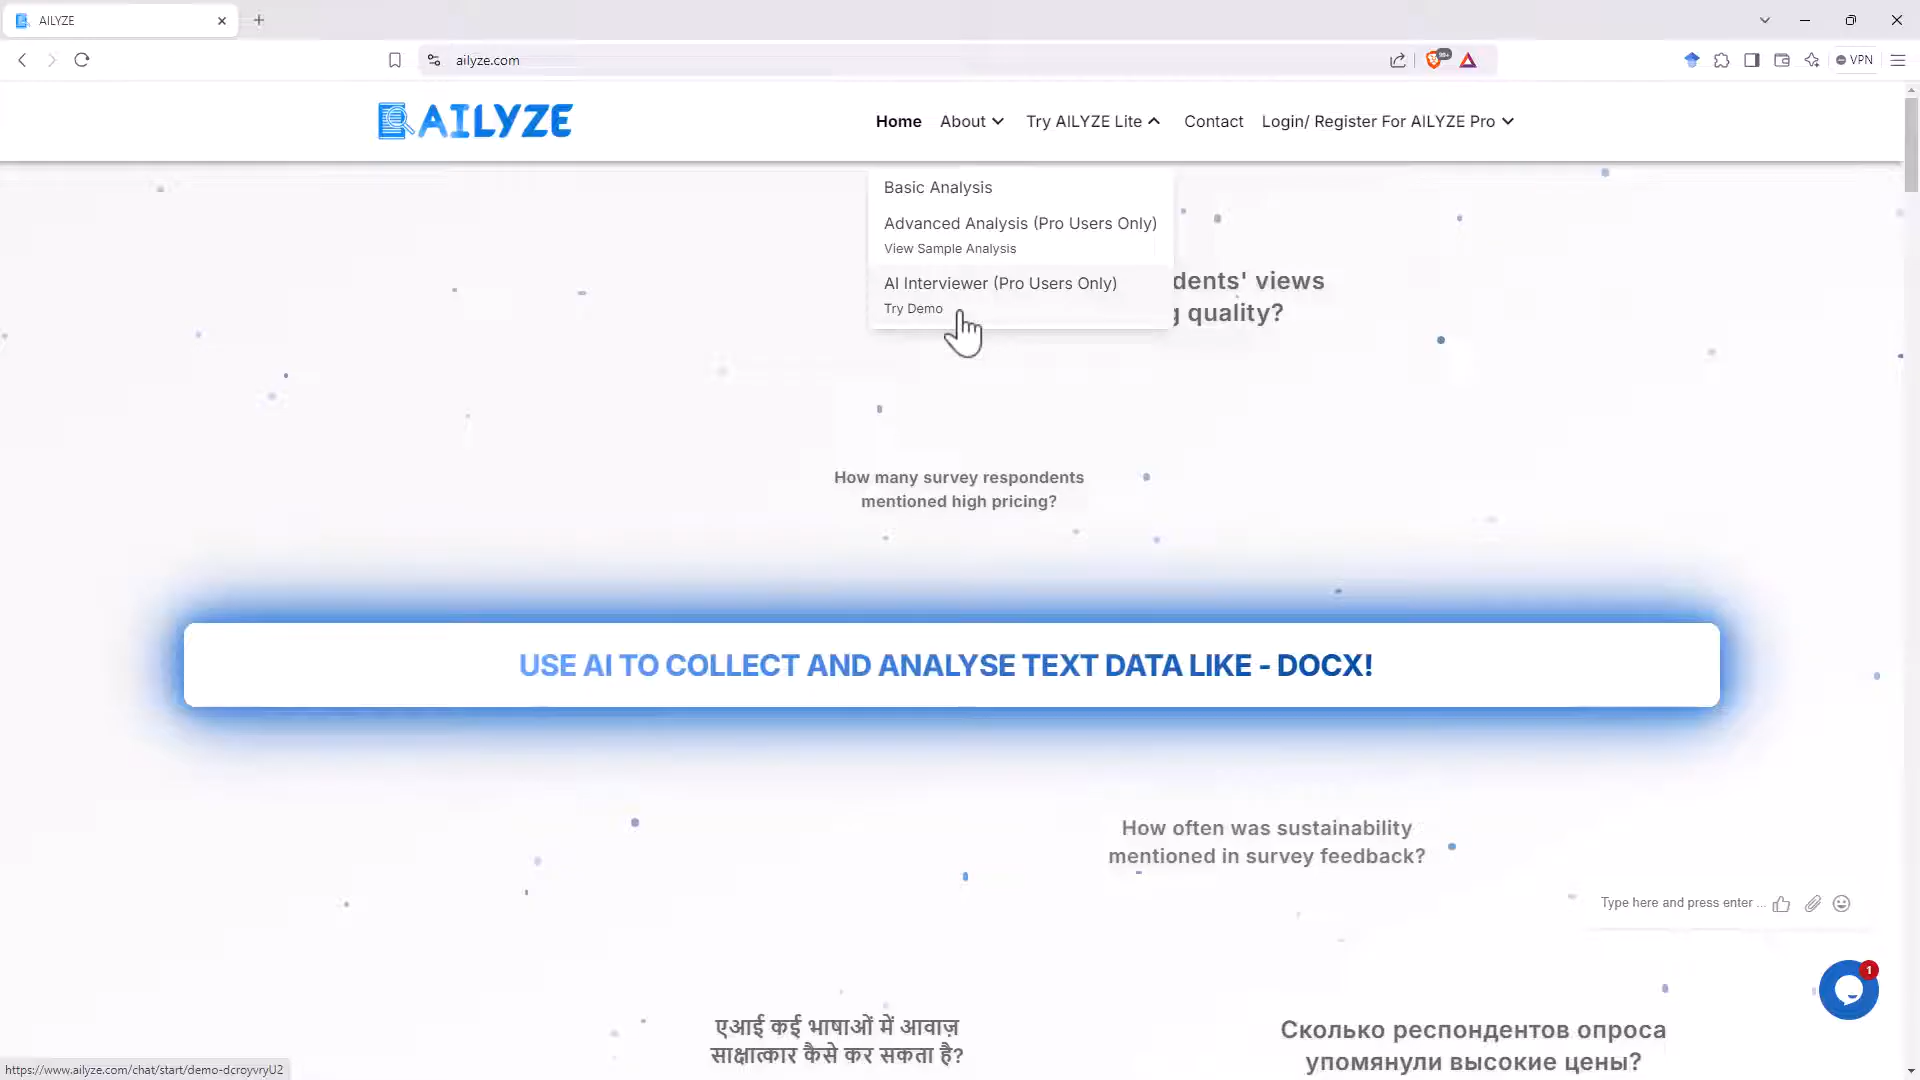 AILYZE
ailyze.com
99+
VPN
AILYZE
Home
About
Try AILYZE Lite
Contact
Login/ Register For AILYZE Pro
Basic Analysis
Advanced Analysis (Pro Users Only)
View Sample Analysis
AI Interviewer (Pro Users Only)
Try Demo
dents' views
g quality?
How many survey respondents
mentioned high pricing?
USE AI TO COLLECT AND ANALYSE TEXT DATA LIKE - DOCX!
How often was sustainability
mentioned in survey feedback?
Type here and press enter ...
1
एआई कई भाषाओं में आवाज़
साक्षात्कार कैसे कर सकता है?
Сколько респондентов опроса
упомянули высокие цены?
https://www.ailyze.com/chat/start/demo-dcroyvryU2